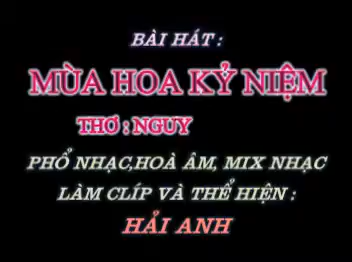 BÀI HÁT :
MÙA HOA KỶ NIỆM
THƠ : NGUY
PHỔ NHẠC,HOÀ ÂM, MIX NHẠC
LÀM CLÍP VÀ THỂ HIỆN :
HẢI ANH